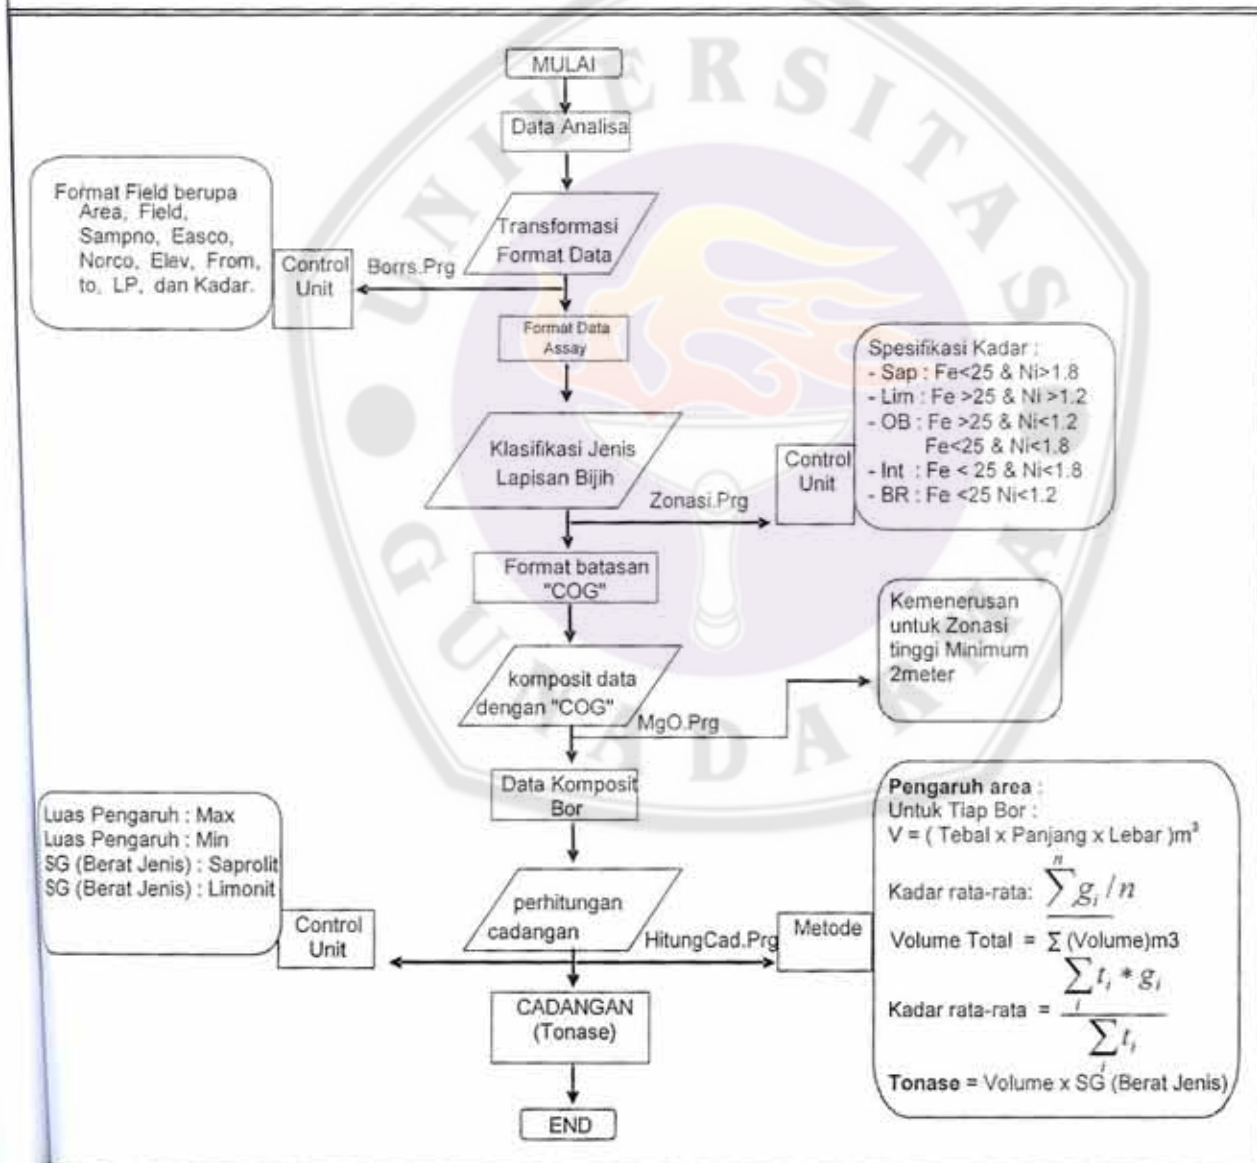 MULAI
Data Analisa
Format Field berupa
Area, Field,
Sampno, Easco,
Norco, Elev, From,
to, LP, dan Kadar.
Control
Unit
Borrs.Prg
Transformasi
Format Data
Format Data
Assay
Klasifikasi Jenis
Lapisan Bijih
Zonasi.Prg
Control
Unit
Spesifikasi Kadar :
- Sap : Fe<25 & Ni>1.8
- Lim : Fe >25 & Ni >1.2
- OB : Fe >25 & Ni<1.2
Fe<25 & Ni<1.8
- Int : Fe < 25 & Ni<1.8
- BR : Fe <25 Ni<1.2
Format batasan
"COG"
komposit data
dengan "COG"
MgO.Prg
Kemenerusan
untuk Zonasi
tinggi Minimum
2meter
Data Komposit
Bor
Luas Pengaruh : Max
Luas Pengaruh : Min
SG (Berat Jenis) : Saprolit
SG (Berat Jenis) : Limonit
Control
Unit
perhitungan
cadangan
HitungCad.Prg
Metode
Pengaruh area :
Untuk Tiap Bor :
V = ( Tebal x Panjang x Lebar )m³
Kadar rata-rata: n ∑ gᵢ / n
Volume Total = ∑ (Volume)m3
Kadar rata-rata = ∑ᵢ tᵢ * gᵢ / ∑ᵢ tᵢ
Tonase = Volume x SG (Berat Jenis)
CADANGAN
(Tonase)
END
UNIVERSITAS
GUNADARMA